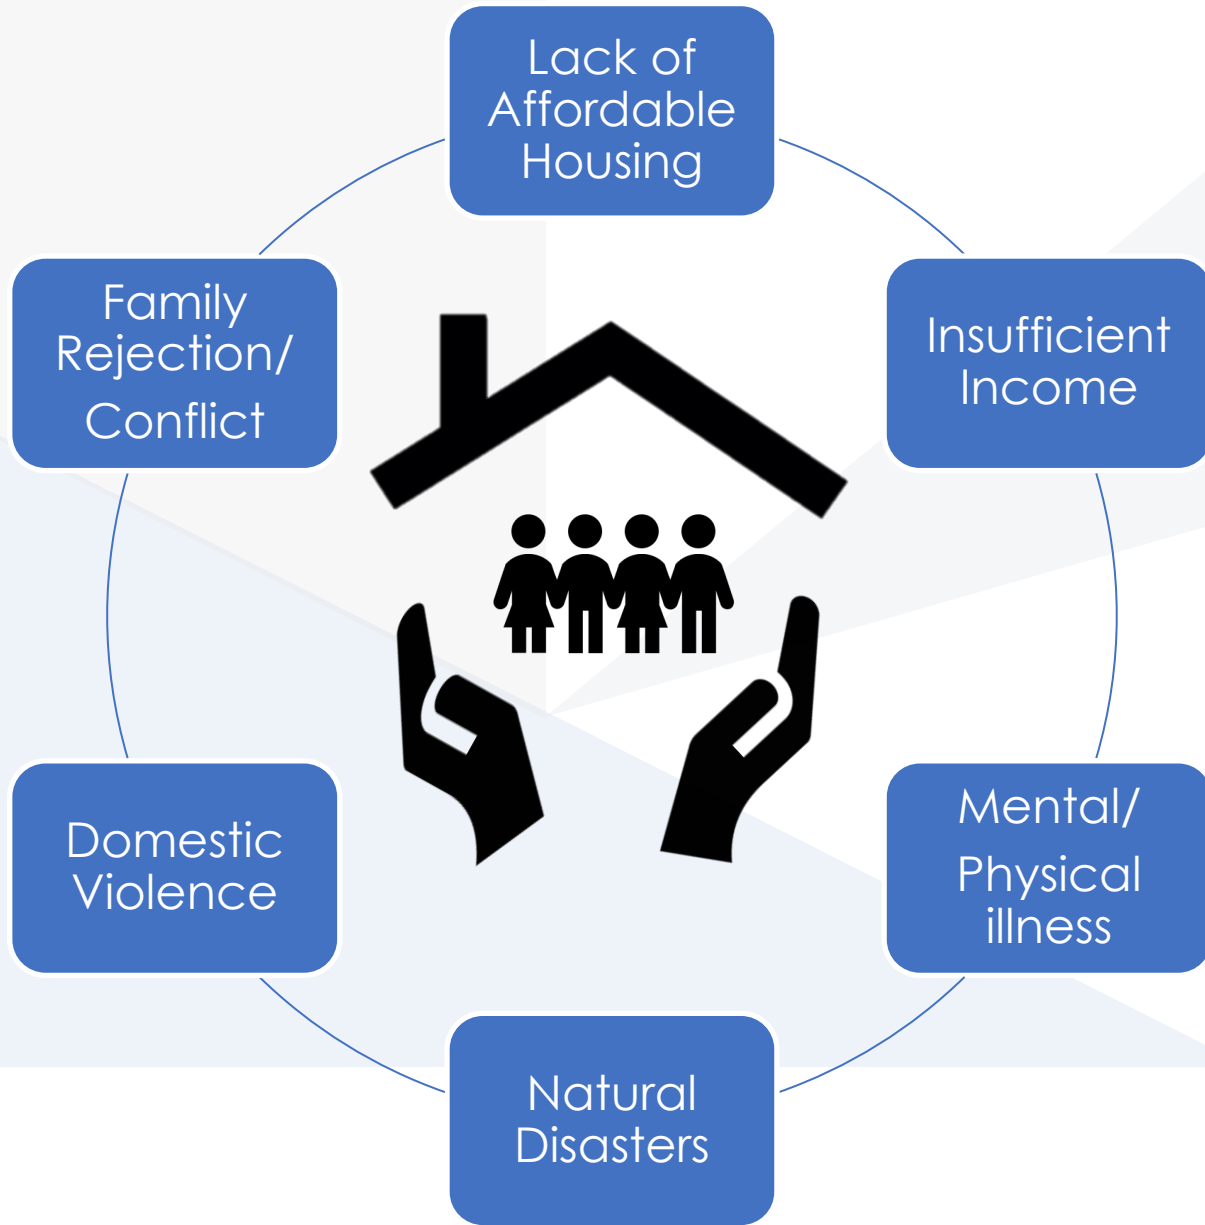 Lack of
Affordable
Housing
Insufficient
Income
Mental/
Physical
illness
Natural
Disasters
Domestic
Violence
Family
Rejection/
Conflict